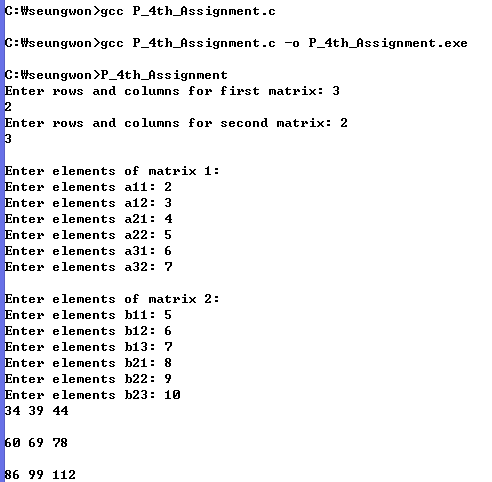 C:₩seungwon>gcc P_4th_Assignment.c
C:₩seungwon>gcc P_4th_Assignment.c -o P_4th_Assignment.exe
C:₩seungwon>P_4th_Assignment
Enter rows and columns for first matrix: 3
2
Enter rows and columns for second matrix: 2
3
Enter elements of matrix 1:
Enter elements a11: 2
Enter elements a12: 3
Enter elements a21: 4
Enter elements a22: 5
Enter elements a31: 6
Enter elements a32: 7
Enter elements of matrix 2:
Enter elements b11: 5
Enter elements b12: 6
Enter elements b13: 7
Enter elements b21: 8
Enter elements b22: 9
Enter elements b23: 10
34 39 44
60 69 78
86 99 112